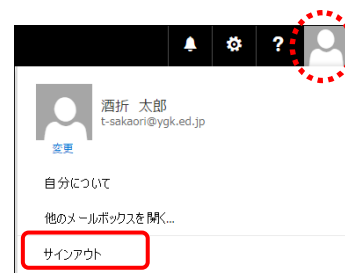 ?
酒折 太郎
t-sakaori@ygk.ed.jp
変更
自分について
他のメールボックスを開く...
サインアウト